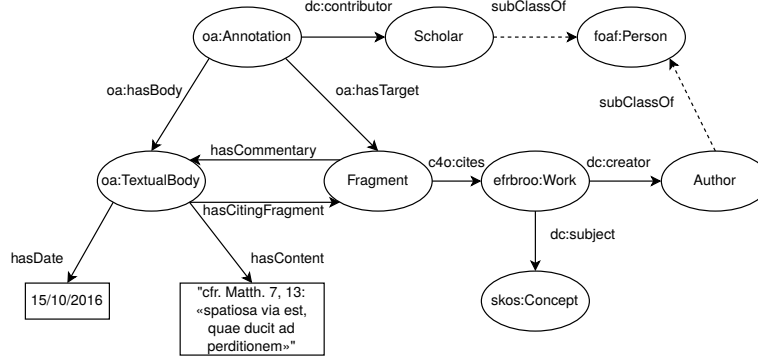 dc:contributor
subClassOf
oa:Annotation
Scholar
foaf:Person
oa:hasBody
oa:hasTarget
subClassOf
hasCommentary
c4o:cites
dc:creator
oa:TextualBody
Fragment
efrbroo:Work
Author
hasCitingFragment
dc:subject
hasDate
hasContent
15/10/2016
"cfr. Matth. 7, 13:
«spatiosa via est,
quae ducit ad
perditionem»"
skos:Concept